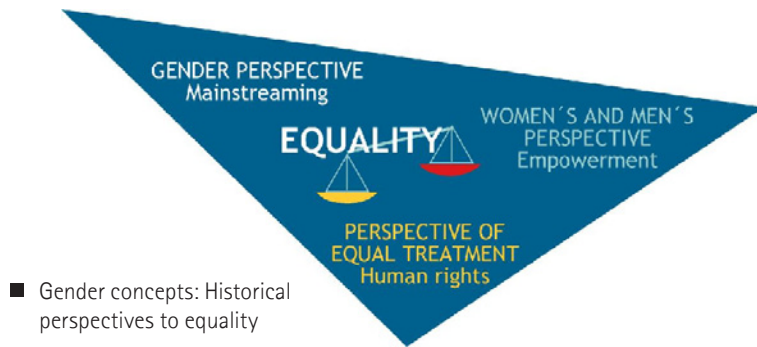 GENDER PERSPECTIVE
Mainstreaming
WOMEN´S AND MEN´S
PERSPECTIVE
Empowerment
EQUALITY
PERSPECTIVE OF
EQUAL TREATMENT
Human rights
■ Gender concepts: Historical
perspectives to equality